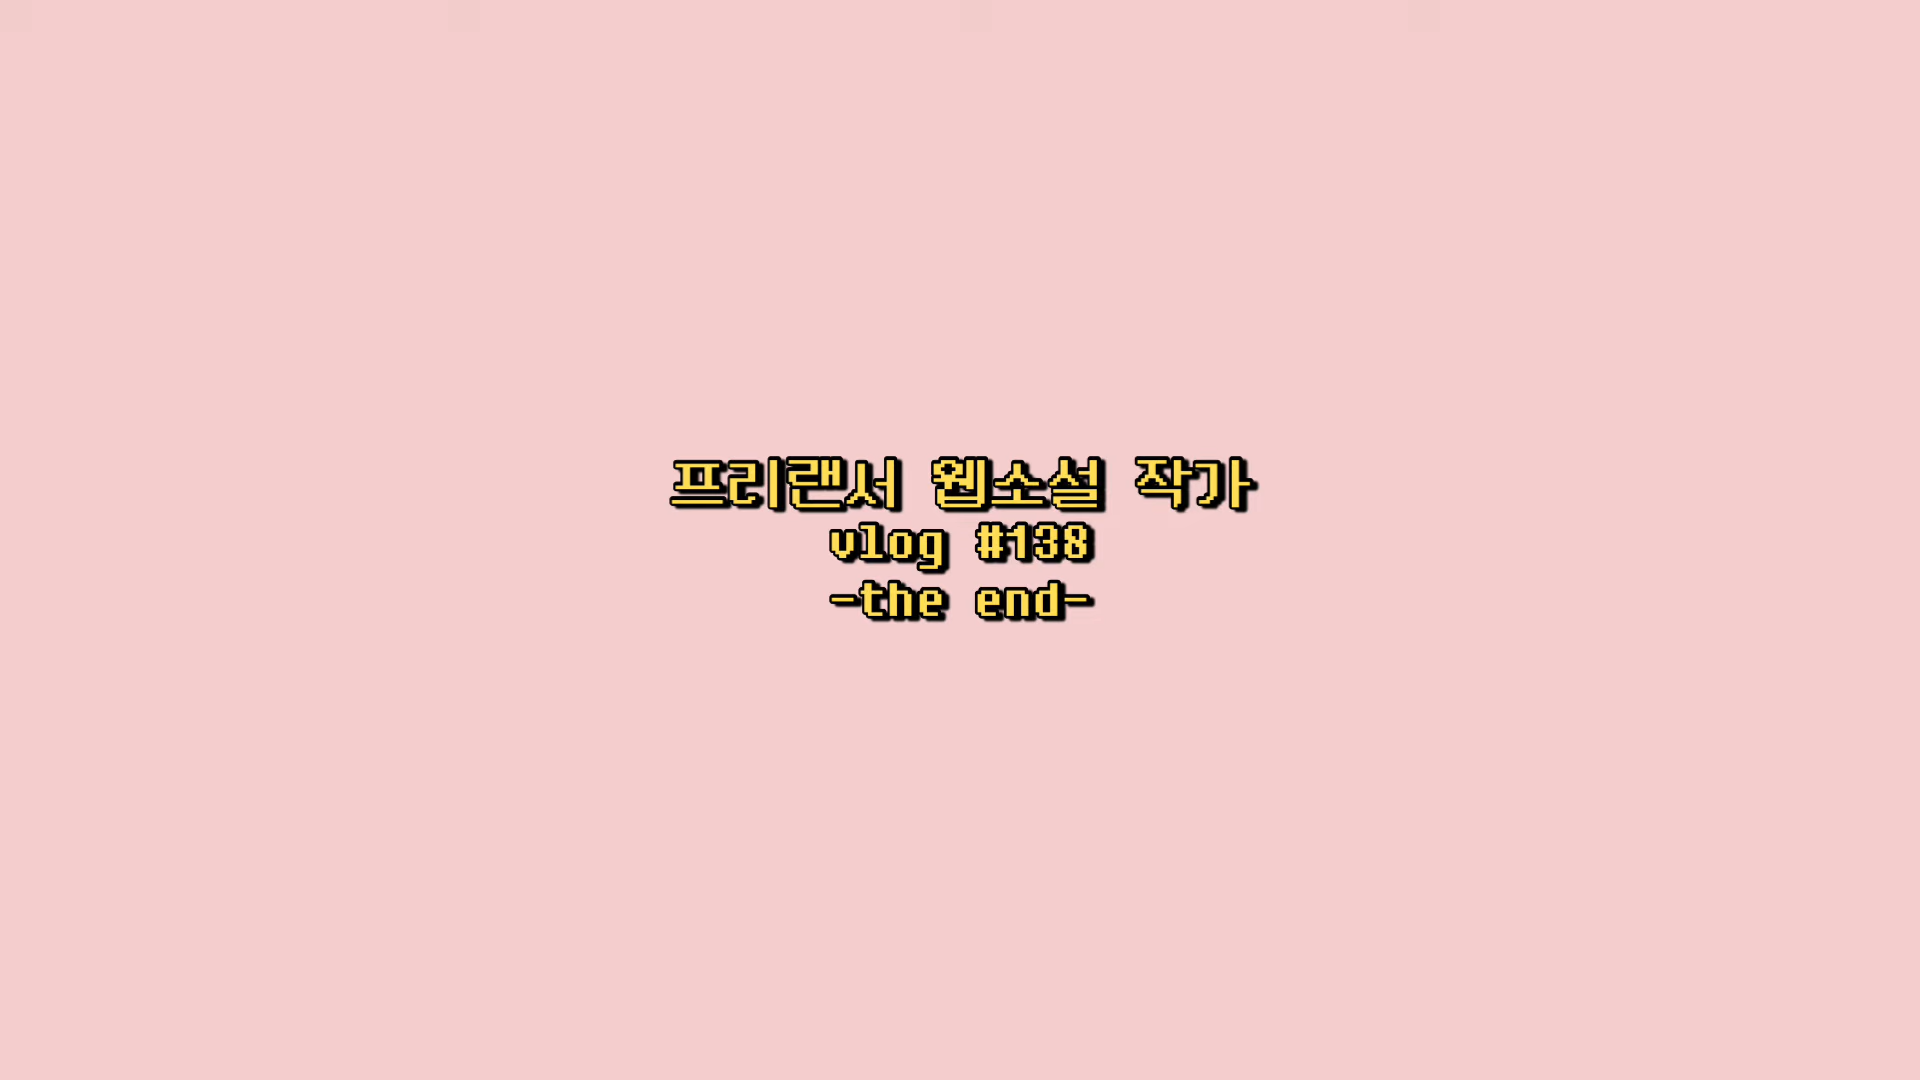 프리랜서 웹소설 작가
vlog #138
-the end-